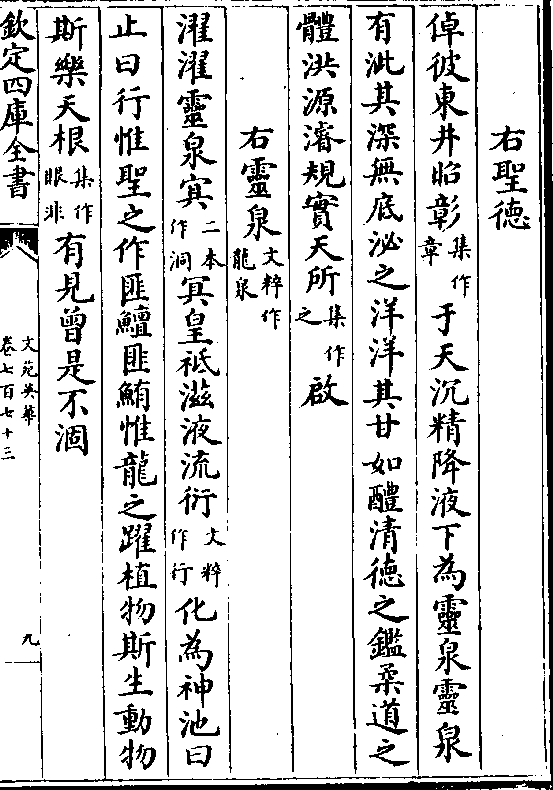 右聖德
倬彼東井昭彰集作章于天沉精降液下為靈泉靈泉
有沘其深無底泌之洋洋其甘如醴清德之鑑柔道之
體洪源濬規實天所集作之啟
右靈泉文粹作龍泉
濯濯靈泉㝠二本作洞㝠皇祇滋液流衍文粹作行化為神池曰
止曰行惟聖之作匪鱣匪鮪惟龍之躍植物斯生動物
斯樂天根集作眼非有見曾是不涸
欽定四庫全書
文苑英華
卷七百七十三
九